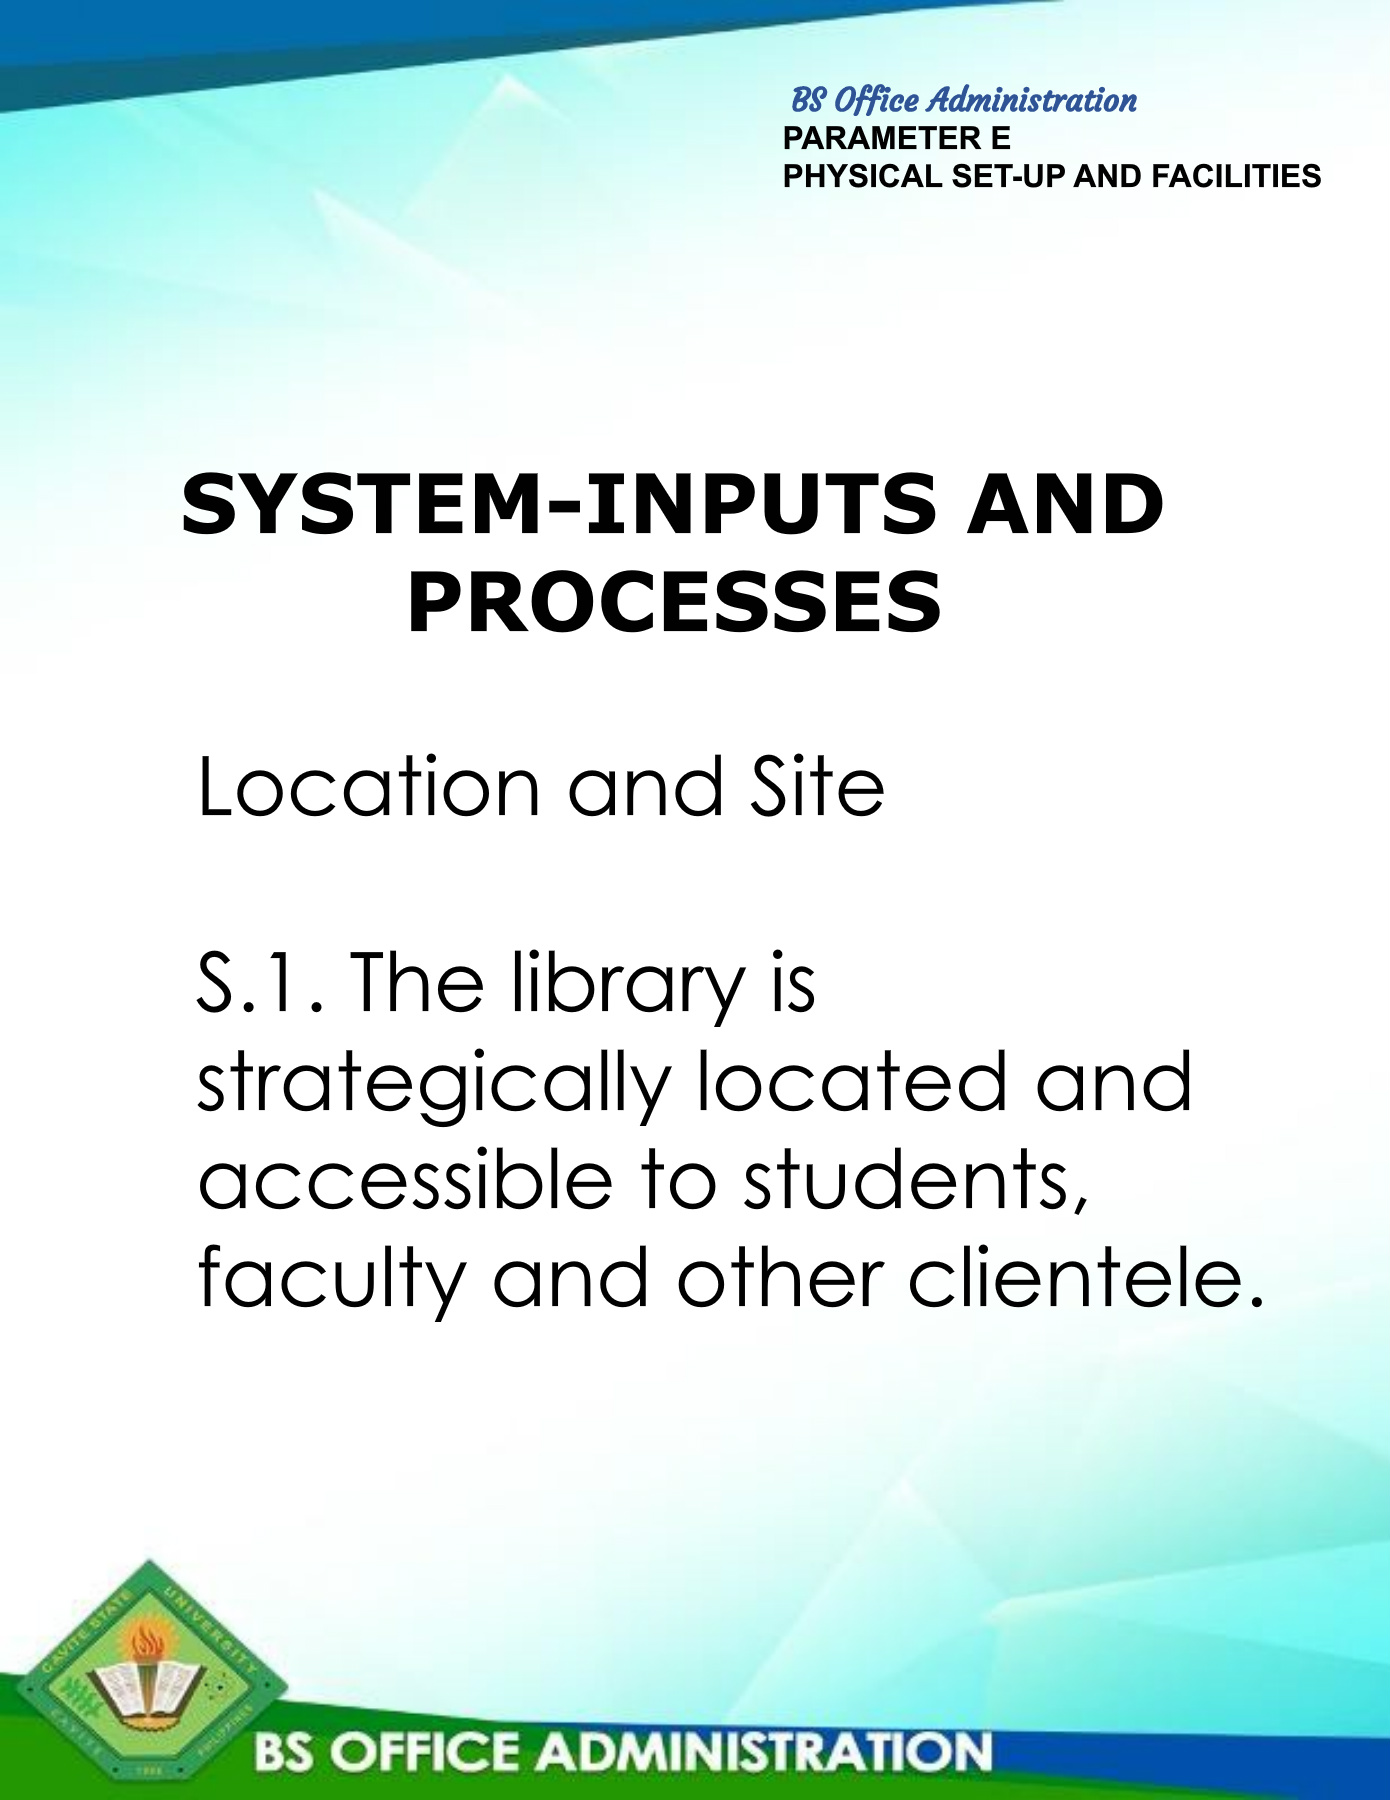 BS Office Administration
PARAMETER E
PHYSICAL SET-UP AND FACILITIES
SYSTEM-INPUTS AND
PROCESSES
Location and Site
S.1. The library is
strategically located and
accessible to students,
faculty and other clientele.
CAVITE STATE UNIVERSITY
CAVITE
PHILIPPINES
BS OFFICE ADMINISTRATION